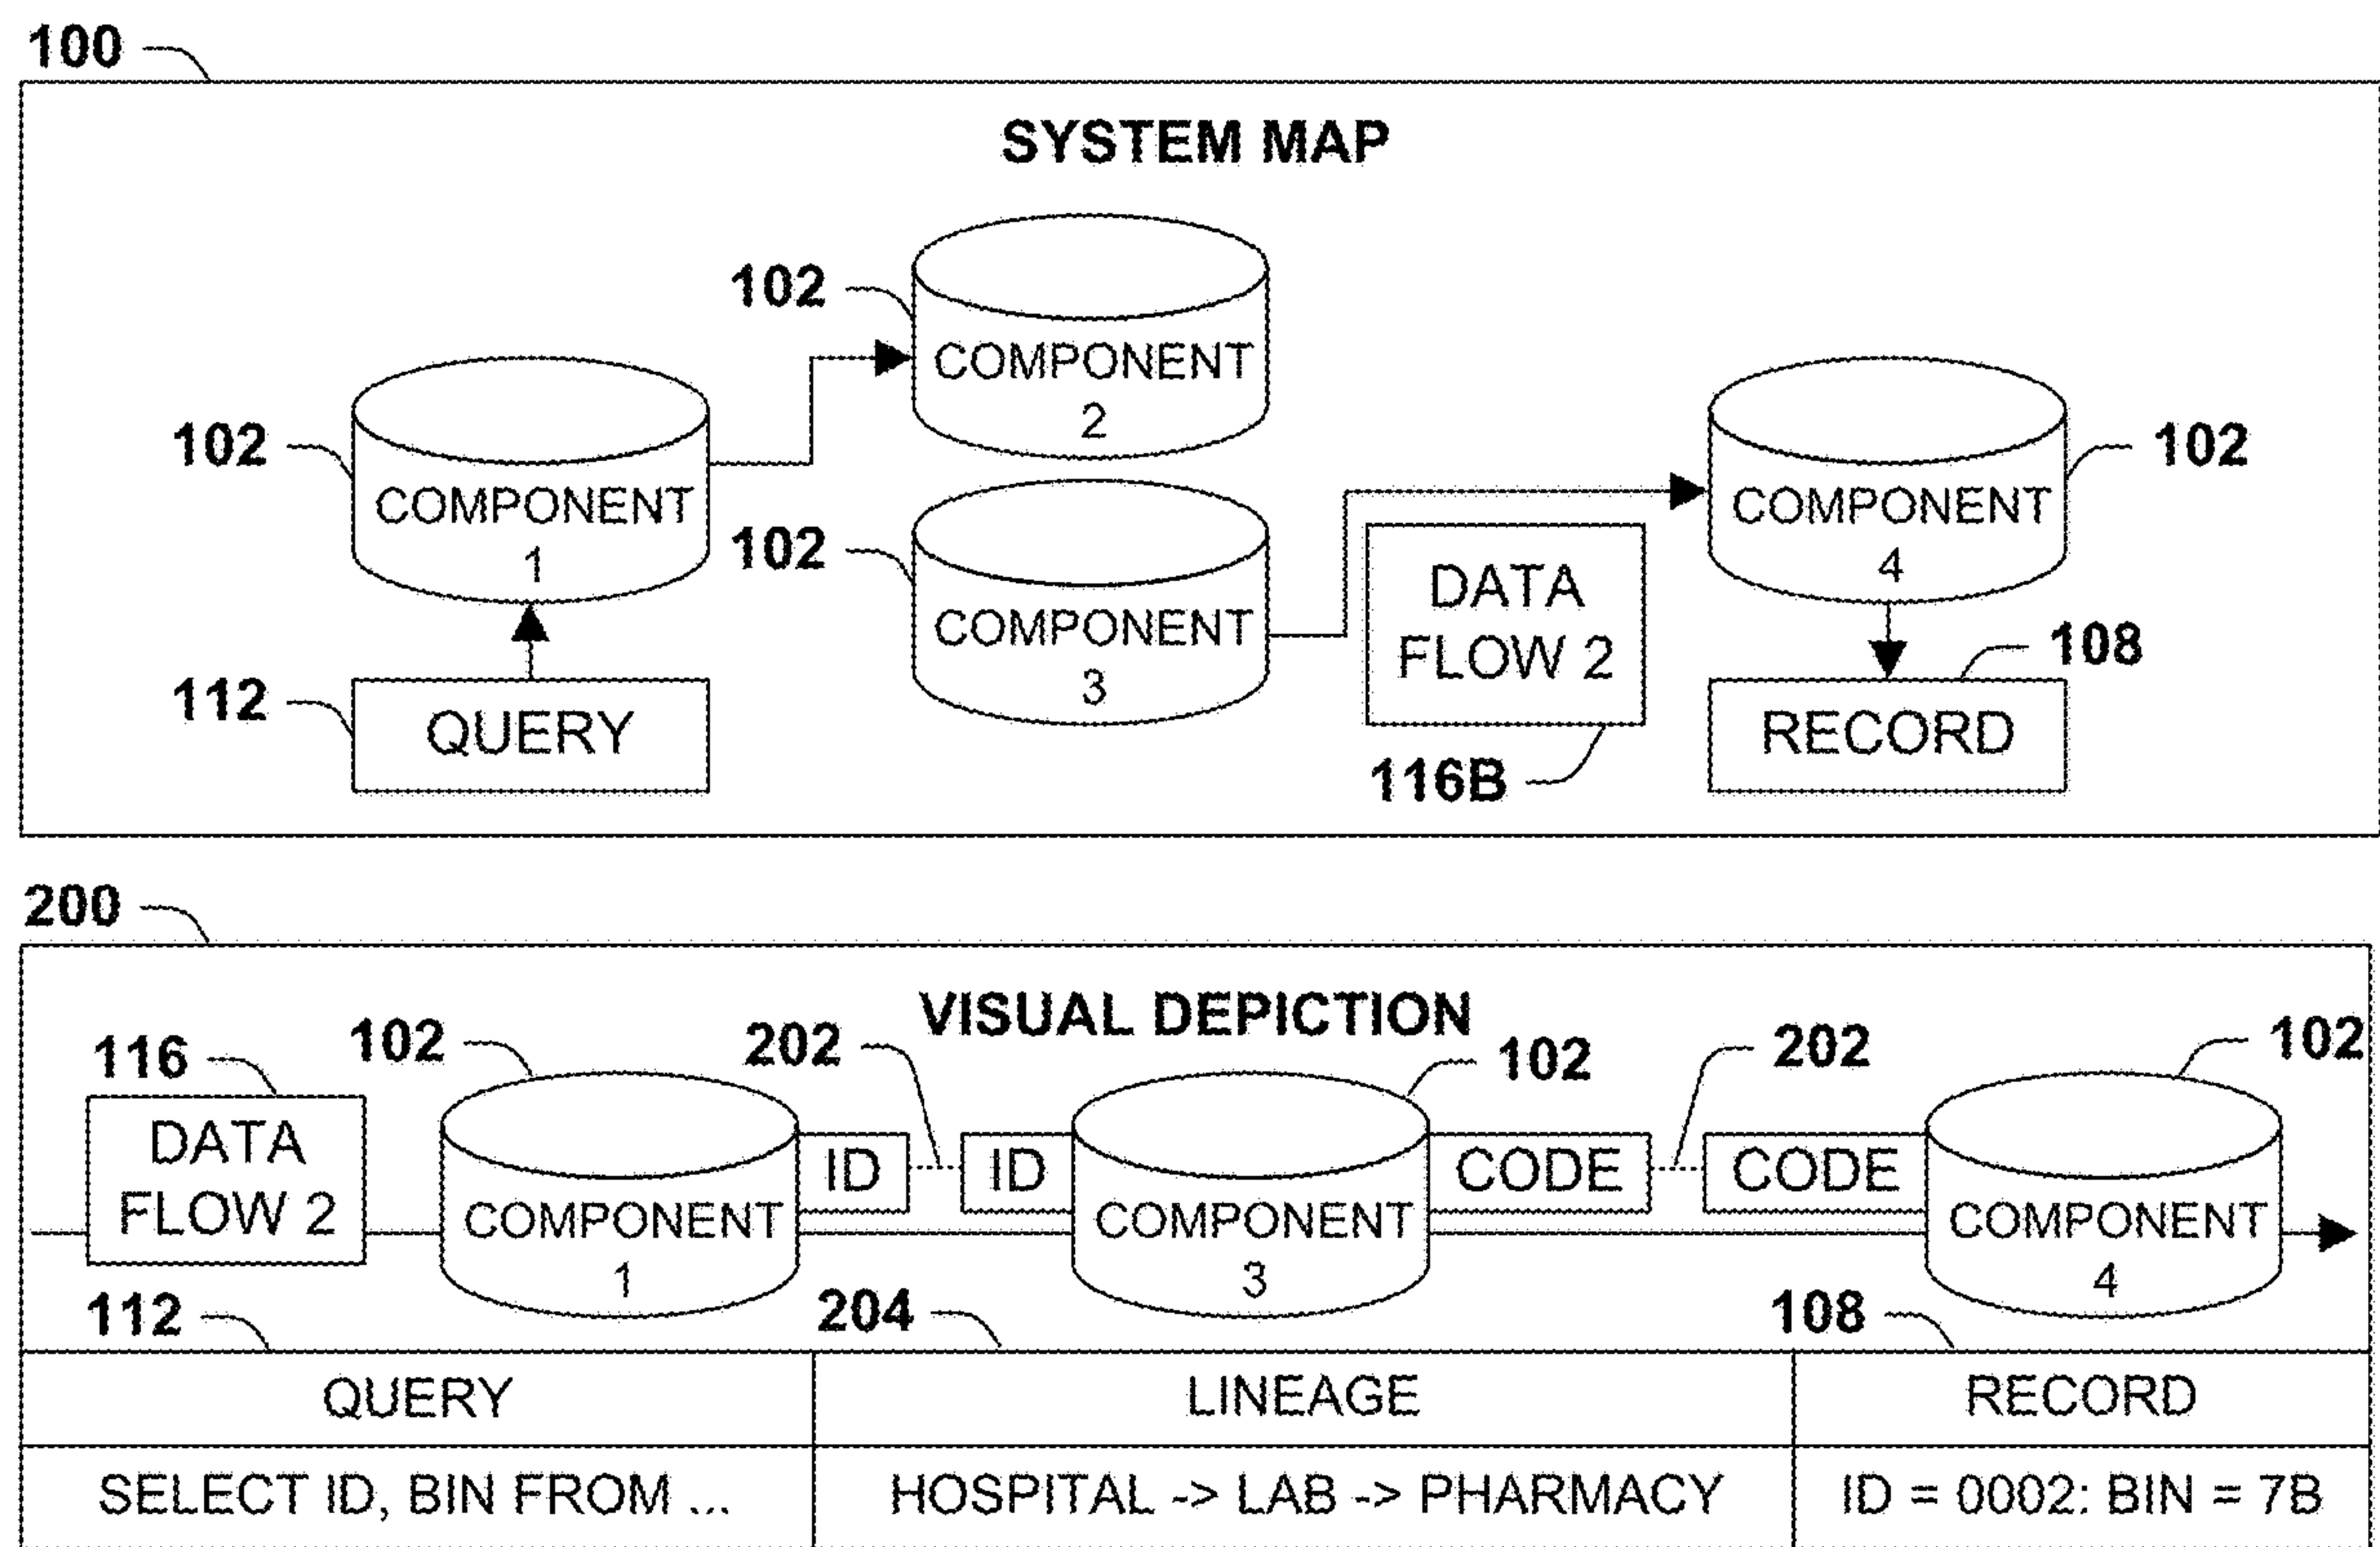 100
SYSTEM MAP
102
COMPONENT
2
102
COMPONENT
1
102
COMPONENT
3
102
COMPONENT
4
DATA
FLOW 2
116B
112
QUERY
108
RECORD
200
VISUAL DEPICTION
116
102
202
102
202
102
DATA
FLOW 2
COMPONENT
1
ID
ID
COMPONENT
3
CODE
CODE
COMPONENT
4
112
204
108
QUERY
LINEAGE
RECORD
SELECT ID, BIN FROM ...
HOSPITAL -> LAB -> PHARMACY
ID = 0002: BIN = 7B